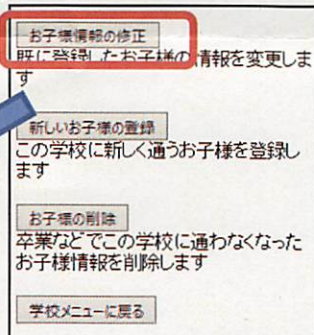 お子様情報の修正
既に登録したお子様の情報を変更しま
す
新しいお子様の登録
この学校に新しく通うお子様を登録し
ます
お子様の削除
卒業などでこの学校に通わなくなった
お子様情報を削除します
学校メニューに戻る